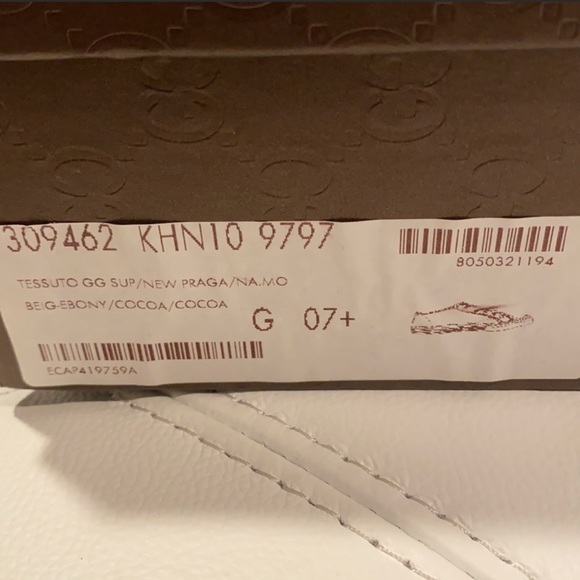 309462 KHN10 9797
8050321194
TESSUTO GG SUP/NEW PRAGA/NA.MO
BEIG-EBONY/COCOA/COCOA
G 07+
ECAP419759A